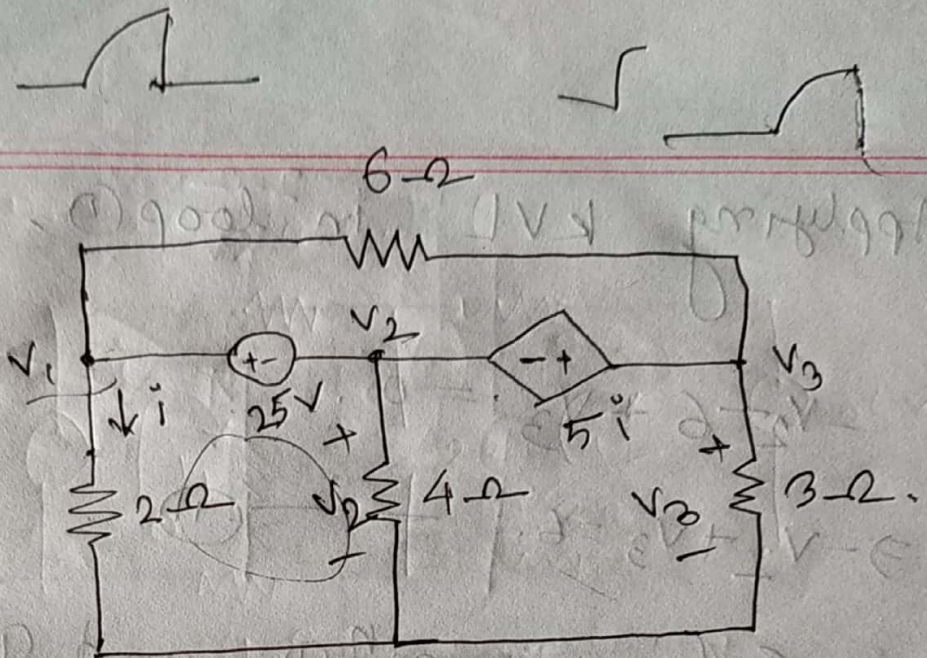 6Ω
V₁
+ -
V₂
- +
V₃
↓ i
25V
5i
2Ω
+
V₂
-
4Ω
+
V₃
-
3Ω.